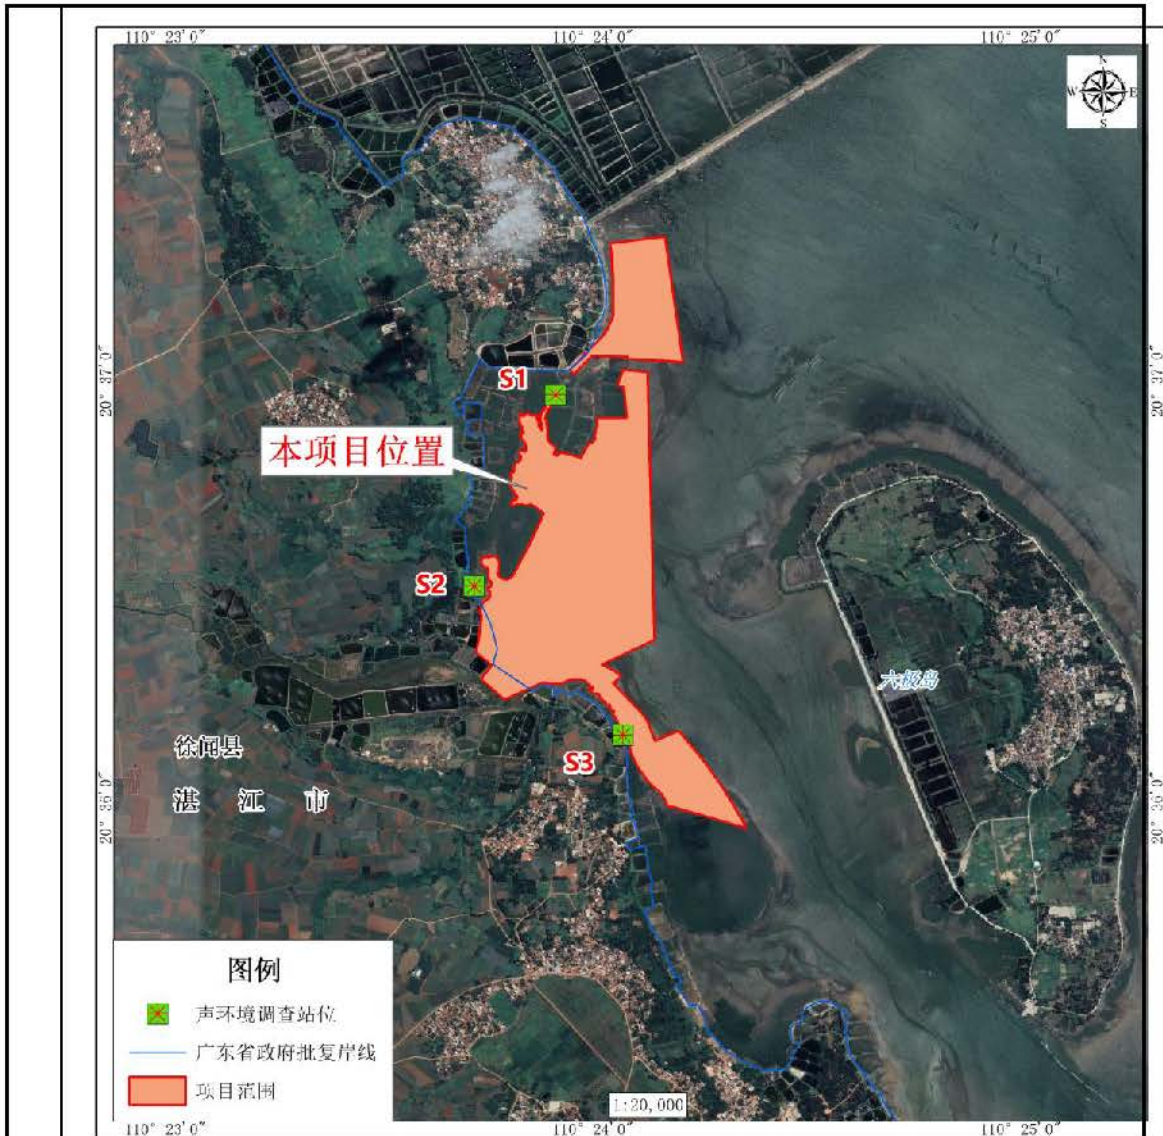 110° 23′0″
110° 24′0″
110° 25′0″
N
W
E
S
20° 37′0″
20° 37′0″
S1
本项目位置
S2
六极岛
徐闻县
S3
湛江市
20° 36′0″
20° 36′0″
图例
声环境调查站位
广东省政府批复岸线
项目范围
1:20,000
110° 23′0″
110° 24′0″
110° 25′0″